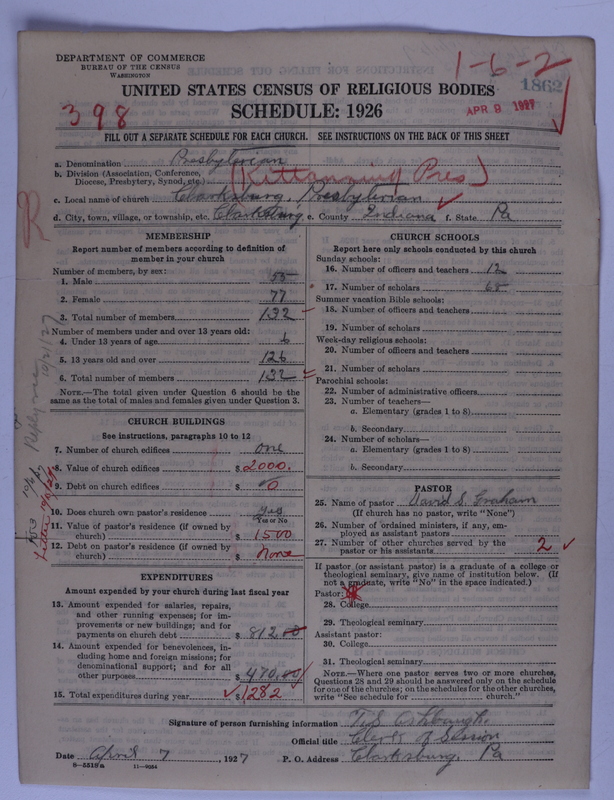 DEPARTMENT OF COMMERCE
BUREAU OF THE CENSUS
WASHINGTON
1-6-2
1862
UNITED STATES CENSUS OF RELIGIOUS BODIES
398
SCHEDULE: 1926
APR 9 1927
FILL OUT A SEPARATE SCHEDULE FOR EACH CHURCH. SEE INSTRUCTIONS ON THE BACK OF THIS SHEET
a. Denomination Presbyterian
b. Division (Association, Conference,
Diocese, Presbytery, Synod, etc.) (Kittanning Pres)
c. Local name of church Clarksburg, Presbyterian
d. City, town, village, or township, etc. Clarksburg e. County Indiana f. State Pa
MEMBERSHIP
Report number of members according to definition of
member in your church
Number of members, by sex:
1. Male 55
2. Female 77
3. Total number of members 132
Number of members under and over 13 years old:
4. Under 13 years of age 6
5. 13 years old and over 126
6. Total number of members 132
NOTE.—The total given under Question 6 should be
same as the total of males and females given under Question 3.
CHURCH BUILDINGS
See instructions, paragraphs 10 to 12
7. Number of church edifices one
8. Value of church edifices $ 2000.
9. Debt on church edifices $ 0
10. Does church own pastor's residence? yes
Yes or No
11. Value of pastor's residence (if owned by
church) $ 1500
12. Debt on pastor's residence (if owned by
church) $ None
EXPENDITURES
Amount expended by your church during last fiscal year
13. Amount expended for salaries, repairs,
and other running expenses; for im-
provements or new buildings; and for
payments on church debt $ 812.00
14. Amount expended for benevolences, in-
cluding home and foreign missions; for
denominational support; and for all
other purposes $ 470.00
15. Total expenditures during year $ 1282
CHURCH SCHOOLS
Report here only schools conducted by this church
Sunday schools:
16. Number of officers and teachers 12
17. Number of scholars 65
Summer vacation Bible schools:
18. Number of officers and teachers
19. Number of scholars
Week-day religious schools:
20. Number of officers and teachers
21. Number of scholars
Parochial schools:
22. Number of administrative officers
23. Number of teachers—
a. Elementary (grades 1 to 8)
b. Secondary
24. Number of scholars—
a. Elementary (grades 1 to 8)
b. Secondary
PASTOR
25. Name of pastor David S. Graham
(If church has no pastor, write "None")
26. Number of ordained ministers, if any, em-
ployed as assistant pastors
27. Number of other churches served by the
pastor or his assistants 2
If pastor (or assistant pastor) is a graduate of a college or
theological seminary, give name of institution below. (If
not a graduate, write "No" in the space indicated.)
Pastor:
28. College
29. Theological seminary
Assistant pastor:
30. College
31. Theological seminary
NOTE.—Where one pastor serves two or more churches,
Questions 28 and 29 should be answered only on the schedule
for one of the churches; on the schedules for the other churches,
write "See schedule for church."
Signature of person furnishing information Ashbaugh
Official title Clerk of Session
Date April 7, 1927 P. O. Address Clarksburg, Pa
8-5319a 11-9654